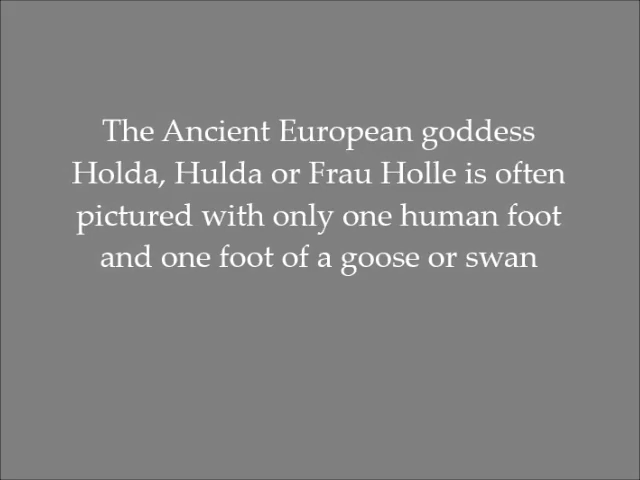 The Ancient European goddess
Holda, Hulda or Frau Holle is often
pictured with only one human foot
and one foot of a goose or swan